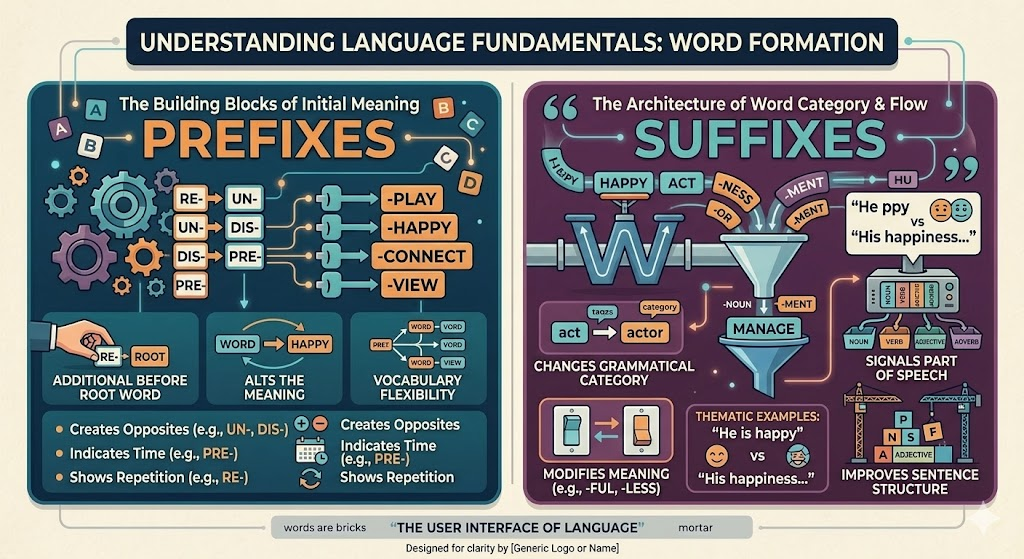 UNDERSTANDING LANGUAGE FUNDAMENTALS: WORD FORMATION
The Building Blocks of Initial Meaning
PREFIXES
A
A
B
B
C
C
D
RE-
UN-
UN-
DIS-
DIS-
PRE-
PRE-
-PLAY
-HAPPY
-CONNECT
-VIEW
RE-
ROOT
ADDITIONAL BEFORE
ROOT WORD
WORD
HAPPY
ALTS THE
MEANING
WORD
VORD
VORD
WORD
VIEW
VOCABULARY
FLEXIBILITY
Creates Opposites (e.g., UN-, DIS-)
Indicates Time (e.g., PRE-)
Shows Repetition (e.g., RE-)
Creates Opposites
Indicates Time
(e.g., PRE-)
Shows Repetition
The Architecture of Word Category & Flow
SUFFIXES
HAPPY
ACT
-NESS
-OR
-MENT
-MENT
HU
W
"He ppy
vs
"His happiness..."
-NOUN
-MENT
MANAGE
category
act
actor
CHANGES GRAMMATICAL
CATEGORY
NOUN
VERB
NOUN
VERB
ADJECTIVE
ADVERB
SIGNALS PART
OF SPEECH
MODIFIES MEANING
(e.g., -FUL, -LESS)
THEMATIC EXAMPLES:
"He is happy"
VS
"His happiness..."
P
N
S
F
A
ADJECTIVE
IMPROVES SENTENCE
STRUCTURE
words are bricks
"THE USER INTERFACE OF LANGUAGE"
mortar
Designed for clarity by [Generic Logo or Name]